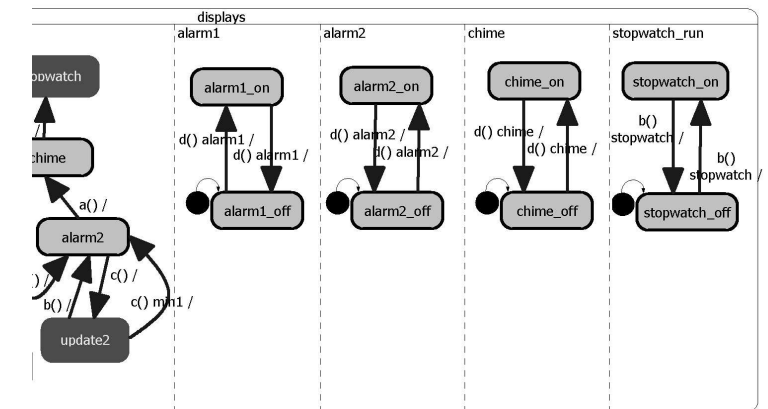 displays
alarm1
alarm2
chime
stopwatch_run
alarm1_on
alarm2_on
chime_on
stopwatch_on
d() alarm1 /
d() alarm1 /
d() alarm2 /
d() alarm2 /
d() chime /
d() chime /
b()
stopwatch /
b()
stopwatch /
alarm1_off
alarm2_off
chime_off
stopwatch_off
opwatch
/
chime
a() /
alarm2
() /
b() /
c() /
c() min1 /
update2